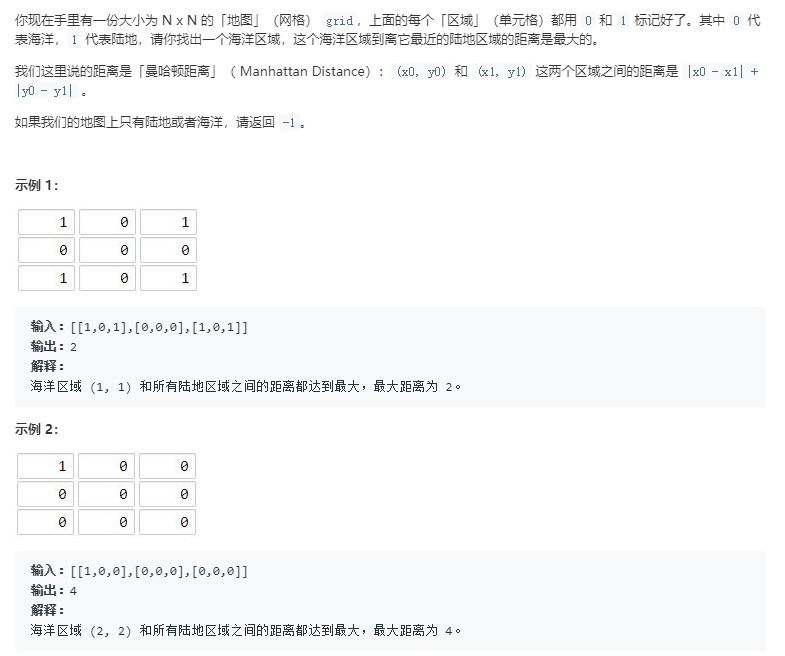 你现在手里有一份大小为 N x N 的「地图」（网格） grid，上面的每个「区域」（单元格）都用 0 和 1 标记好了。其中 0 代
表海洋，1 代表陆地，请你找出一个海洋区域，这个海洋区域到离它最近的陆地区域的距离是最大的。
我们这里说的距离是「曼哈顿距离」（ Manhattan Distance）：(x0, y0) 和 (x1, y1) 这两个区域之间的距离是 |x0 - x1| +
|y0 - y1| 。
如果我们的地图上只有陆地或者海洋，请返回 -1 。
示例 1：
1 0 1
0 0 0
1 0 1
输入：[[1,0,1],[0,0,0],[1,0,1]]
输出：2
解释：
海洋区域 (1, 1) 和所有陆地区域之间的距离都达到最大，最大距离为 2。
示例 2：
1 0 0
0 0 0
0 0 0
输入：[[1,0,0],[0,0,0],[0,0,0]]
输出：4
解释：
海洋区域 (2, 2) 和所有陆地区域之间的距离都达到最大，最大距离为 4。